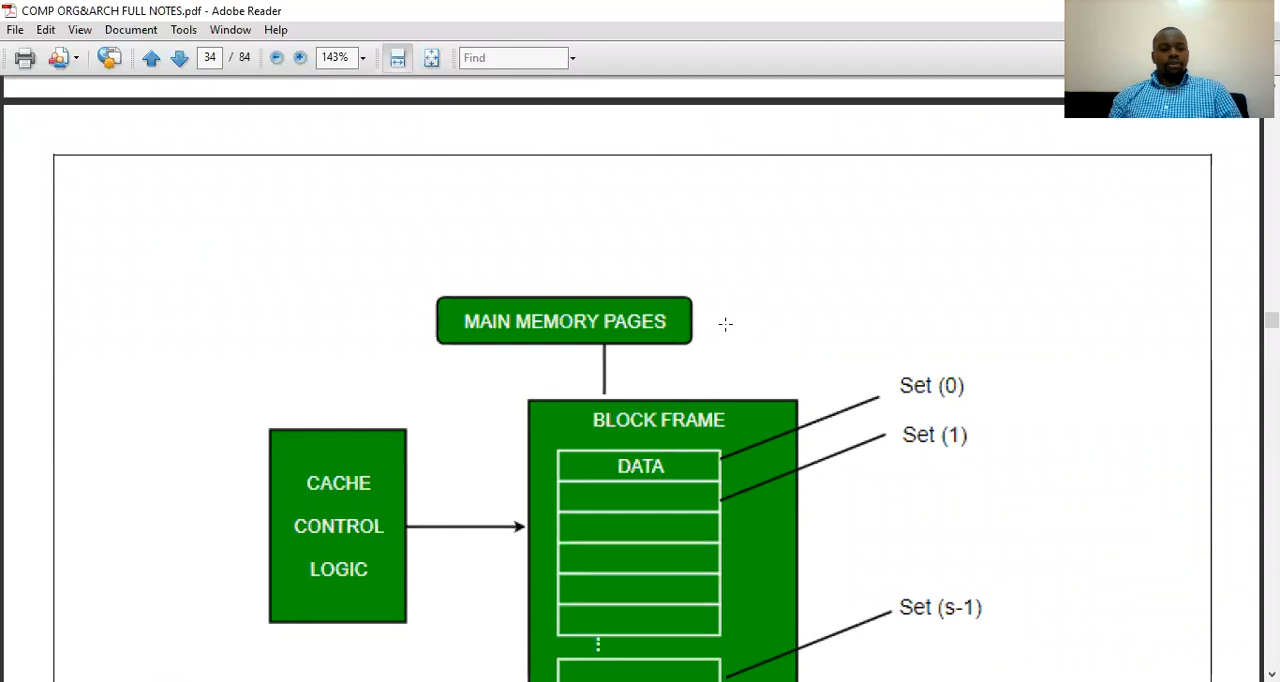 COMP ORG&ARCH FULL NOTES.pdf - Adobe Reader
File Edit View Document Tools Window Help
34 / 84 143% Find
MAIN MEMORY PAGES
Set (0)
BLOCK FRAME
Set (1)
DATA
CACHE
CONTROL
LOGIC
Set (s-1)